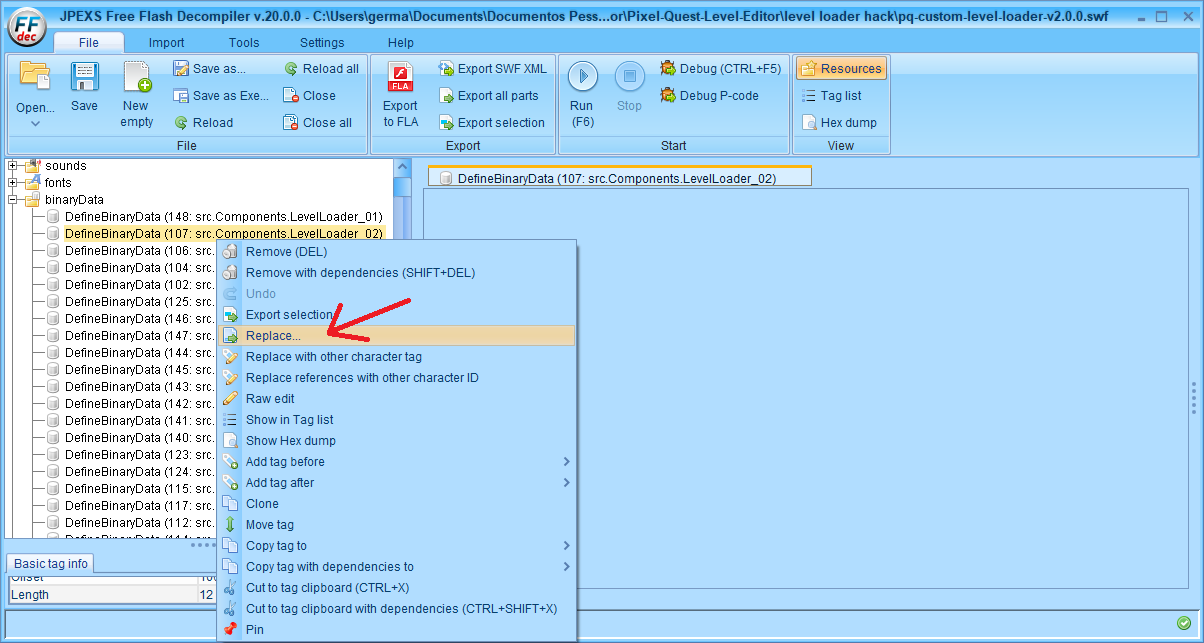 JPEXS Free Flash Decompiler v.20.0.0 - C:\Users\germa\Documents\Documentos Pess...or\Pixel-Quest-Level-Editor\level loader hack\pq-custom-level-loader-v2.0.0.swf
FF
dec
File Import Tools Settings Help
Open... Save New empty
Save as...
Save as Exe...
Reload
Reload all
Close
Close all
File
Export to FLA
Export SWF XML
Export all parts
Export selection
Export
Run (F6)
Stop
Debug (CTRL+F5)
Debug P-code
Start
Resources
Tag list
Hex dump
View
sounds
fonts
binaryData
DefineBinaryData (148: src.Components.LevelLoader_01)
DefineBinaryData (107: src.Components.LevelLoader_02)
DefineBinaryData (106: src.
DefineBinaryData (104: src.
DefineBinaryData (102: src.
DefineBinaryData (125: src.
DefineBinaryData (146: src.
DefineBinaryData (147: src.
DefineBinaryData (144: src.
DefineBinaryData (145: src.
DefineBinaryData (143: src.
DefineBinaryData (142: src.
DefineBinaryData (141: src.
DefineBinaryData (140: src.
DefineBinaryData (123: src.
DefineBinaryData (124: src.
DefineBinaryData (115: src.
DefineBinaryData (117: src.
DefineBinaryData (112: src.
Basic tag info
Offset
Length 12
DefineBinaryData (107: src.Components.LevelLoader_02)
Remove (DEL)
Remove with dependencies (SHIFT+DEL)
Undo
Export selection
Replace...
Replace with other character tag
Replace references with other character ID
Raw edit
Show in Tag list
Show Hex dump
Add tag before
Add tag after
Clone
Move tag
Copy tag to
Copy tag with dependencies to
Cut to tag clipboard (CTRL+X)
Cut to tag clipboard with dependencies (CTRL+SHIFT+X)
Pin